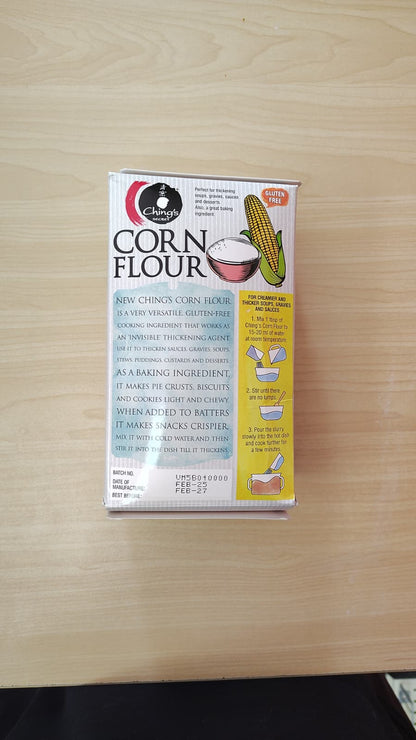 Ching's
SECRET
Perfect for thickening
soups, gravies, sauces
and desserts.
Also, a great baking
ingredient.
GLUTEN
FREE
CORN
FLOUR
NEW CHING'S CORN FLOUR
IS A VERY VERSATILE, GLUTEN-FREE
COOKING INGREDIENT THAT WORKS AS
AN 'INVISIBLE' THICKENING AGENT.
USE IT TO THICKEN SAUCES, GRAVIES, SOUPS,
STEWS, PUDDINGS, CUSTARDS AND DESSERTS.
AS A BAKING INGREDIENT,
IT MAKES PIE CRUSTS, BISCUITS
AND COOKIES LIGHT AND CHEWY.
WHEN ADDED TO BATTERS
IT MAKES SNACKS CRISPIER.
MIX IT WITH COLD WATER AND THEN
STIR IT INTO THE DISH TILL IT THICKENS.
FOR CREAMIER AND
THICKER SOUPS, GRAVIES
AND SAUCES
1. Mix 1 tbsp of
Ching's Corn Flour to
15-20 ml of water
at room temperature.
2. Stir until there
are no lumps.
3. Pour the slurry
slowly into the hot dish
and cook further for
a few minutes.
BATCH NO. VM5B040000
DATE OF
MANUFACTURE: FEB-25
BEST BEFORE: FEB-27